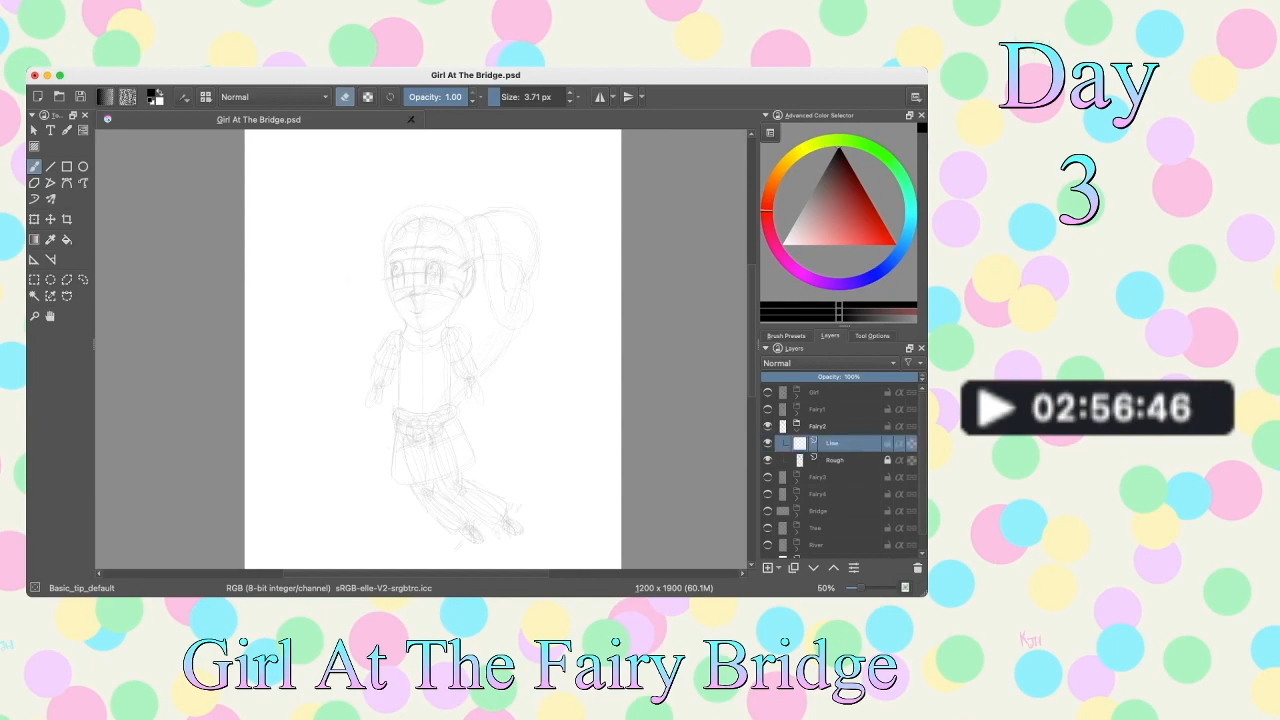 Girl At The Bridge.psd
Normal
Opacity: 1.00
Size: 3.71 px
Girl At The Bridge.psd
Advanced Color Selector
Brush Presets
Layers
Tool Options
Layers
Normal
Opacity: 100%
Girl
Fairy1
Fairy2
Line
Rough
Fairy3
Fairy4
Bridge
Tree
River
Basic_tip_default
RGB (8-bit integer/channel) sRGB-elle-V2-srgbtrc.icc
1200 x 1900 (60.1M)
50%
Day
3
02:56:46
Girl At The Fairy Bridge